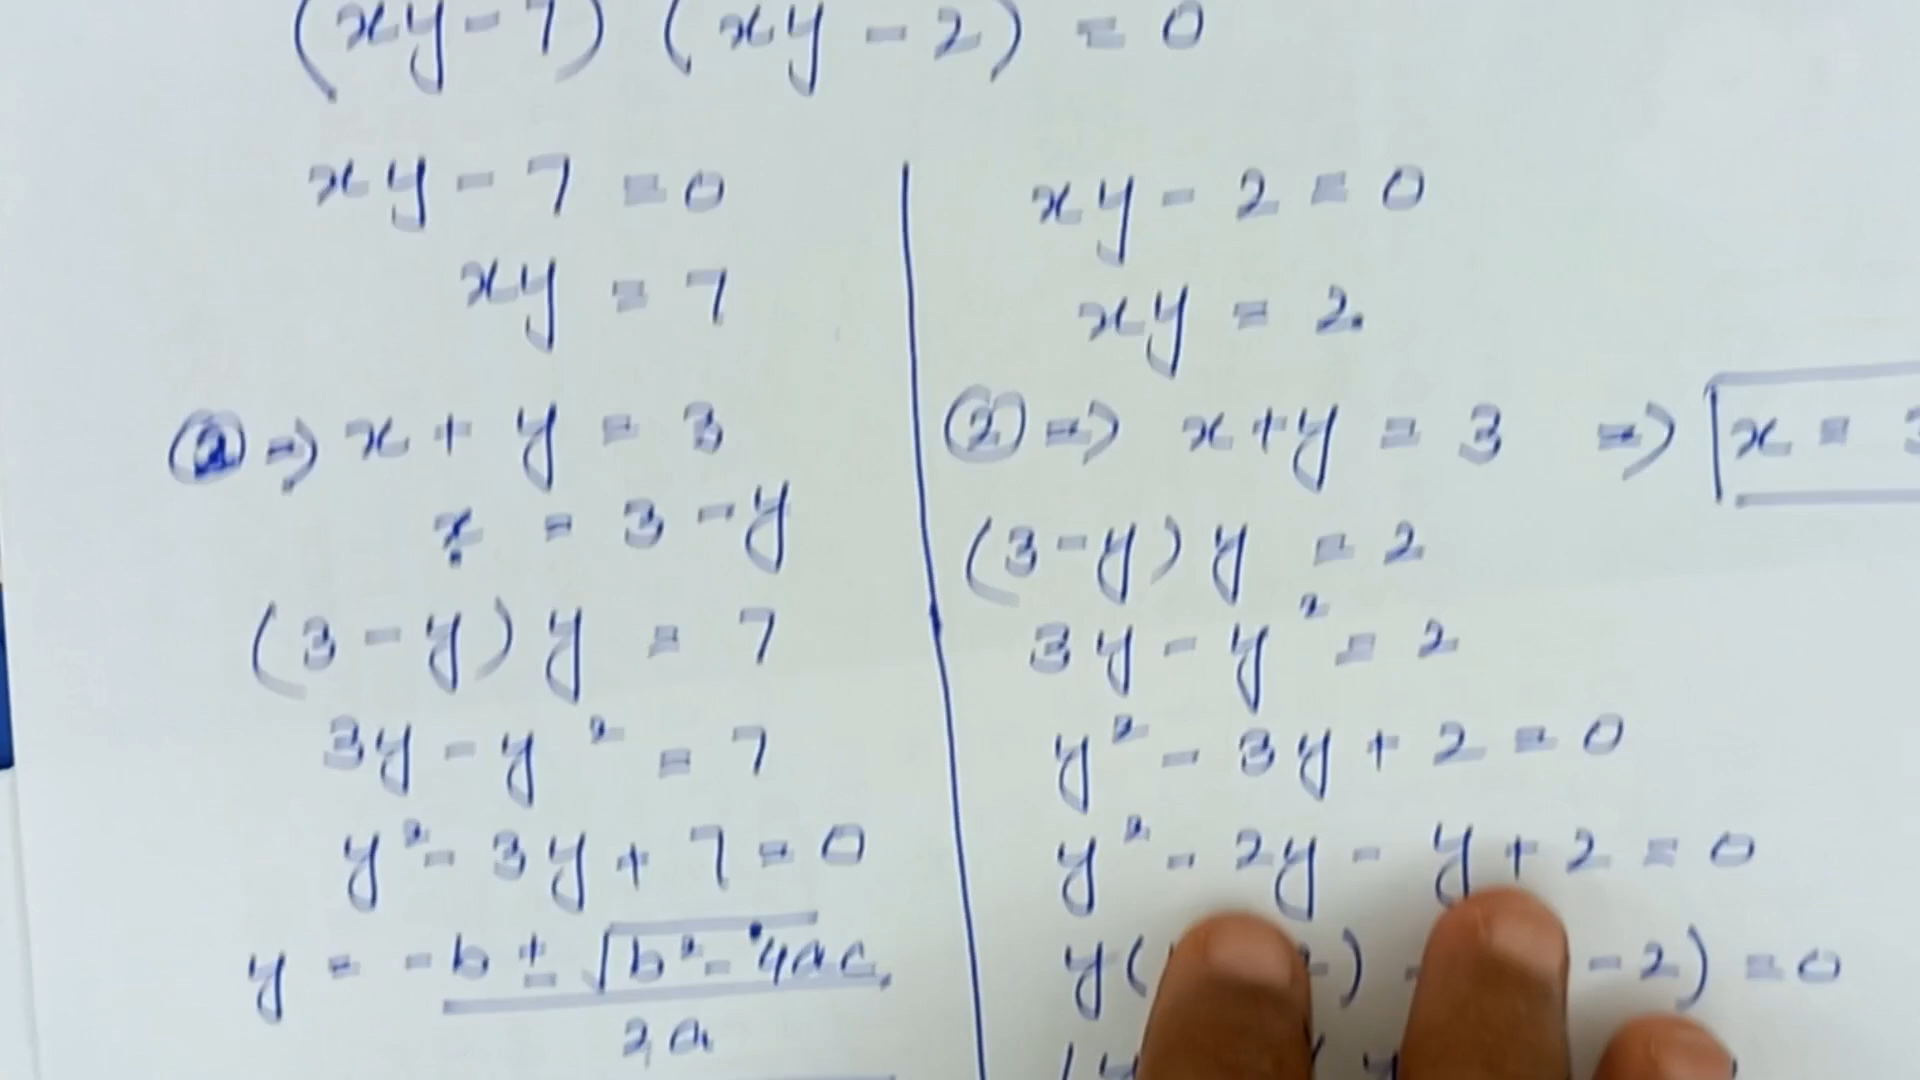 (xy - 7) (xy - 2) = 0
xy - 7 = 0
xy = 7
② ⇒ x + y = 3
x = 3 - y
(3 - y) y = 7
3y - y² = 7
y² - 3y + 7 = 0
y = -b ± √b² - 4ac
2a
xy - 2 = 0
xy = 2.
② ⇒ x + y = 3 ⇒ x =
(3 - y) y = 2
3y - y² = 2
y² - 3y + 2 = 0
y² - 2y - y + 2 = 0
y( - 2) = 0